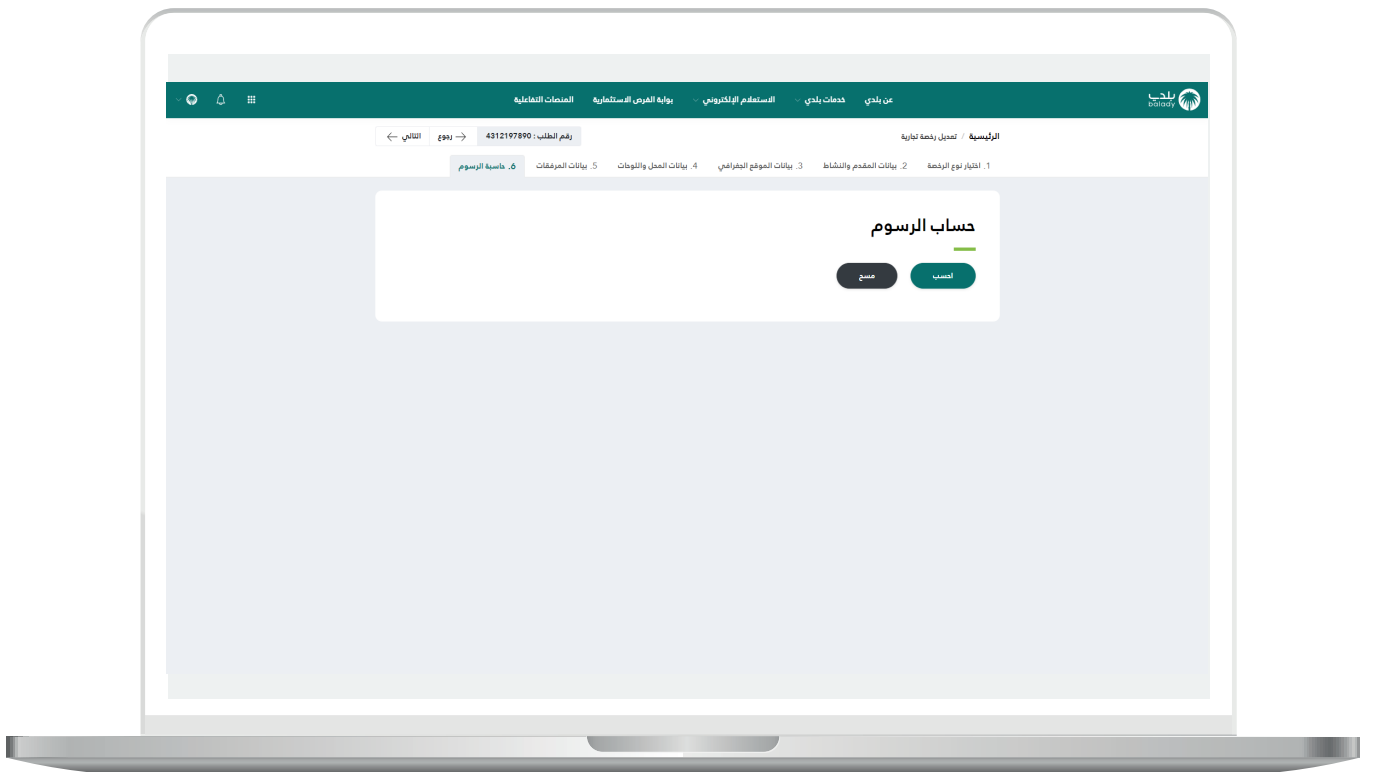 بلدي
balady
عن بلدي   خدمات بلدي   الاستعلام الإلكتروني   بوابة الفرص الاستثمارية   المنصات التفاعلية
الرئيسية / تعديل رخصة تجارية   رقم الطلب : 4312197890   رجوع   التالي
1. اختيار نوع الرخصة   2. بيانات المقدم والنشاط   3. بيانات الموقع الجغرافي   4. بيانات المحل واللوحات   5. بيانات المرفقات   6. حاسبة الرسوم
حساب الرسوم
احسب   مسح